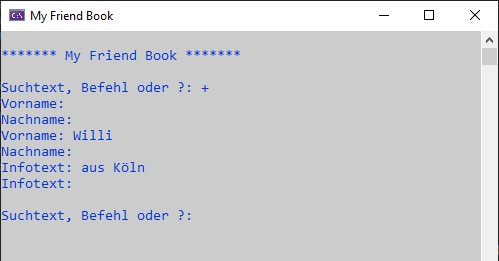 My Friend Book
******* My Friend Book *******
Suchtext, Befehl oder ?: +
Vorname:
Nachname:
Vorname: Willi
Nachname:
Infotext: aus Köln
Infotext:
Suchtext, Befehl oder ?: